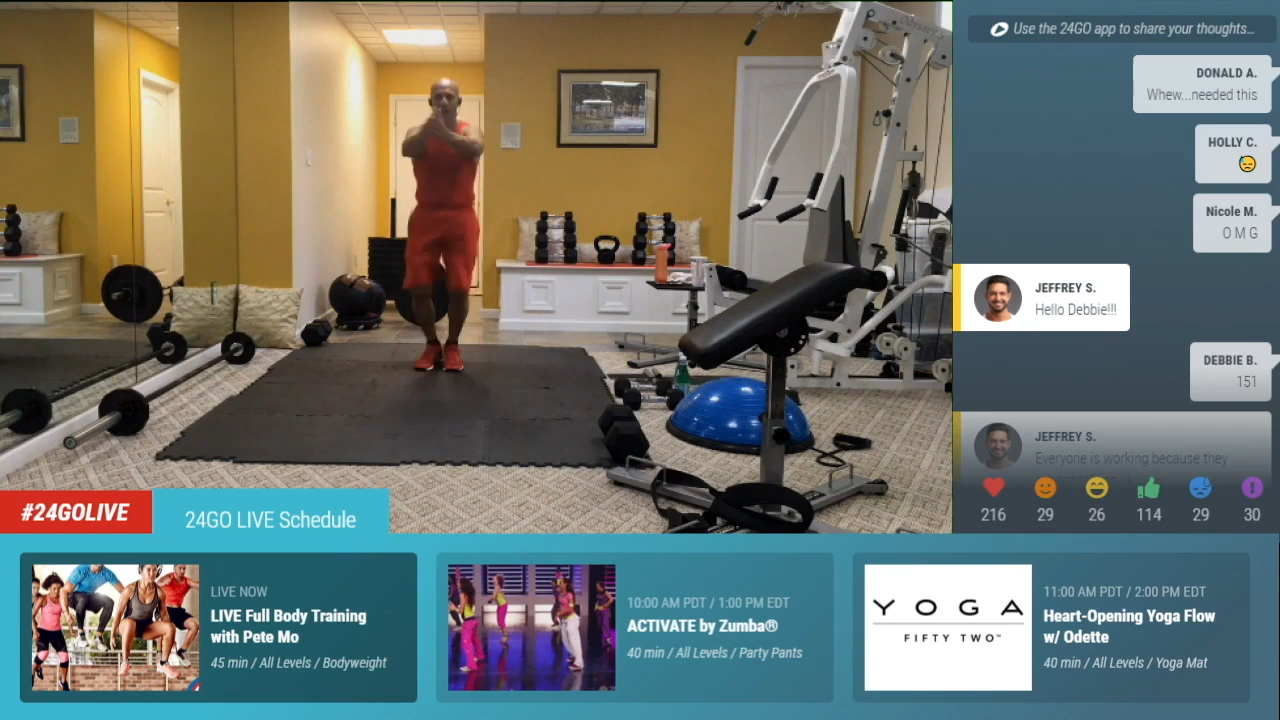 Use the 24GO app to share your thoughts...
DONALD A.
Whew...needed this
HOLLY C.
Nicole M.
O M G
JEFFREY S.
Hello Debbie!!!
DEBBIE B.
151
JEFFREY S.
Everyone is working because they
216 29 26 114 29 30
#24GOLIVE
24GO LIVE Schedule
LIVE NOW
LIVE Full Body Training
with Pete Mo
45 min / All Levels / Bodyweight
10:00 AM PDT / 1:00 PM EDT
ACTIVATE by Zumba®
40 min / All Levels / Party Pants
YOGA
FIFTY TWO™
11:00 AM PDT / 2:00 PM EDT
Heart-Opening Yoga Flow
w/ Odette
40 min / All Levels / Yoga Mat